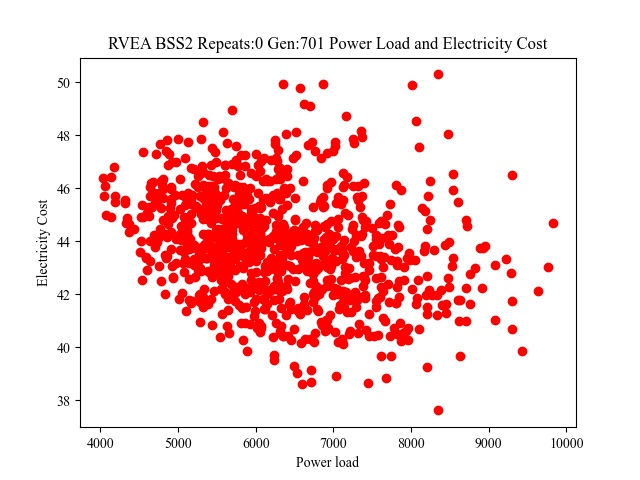 RVEA BSS2 Repeats:0 Gen:701 Power Load and Electricity Cost
50
48
46
44
42
40
38
Electricity Cost
4000 5000 6000 7000 8000 9000 10000
Power load